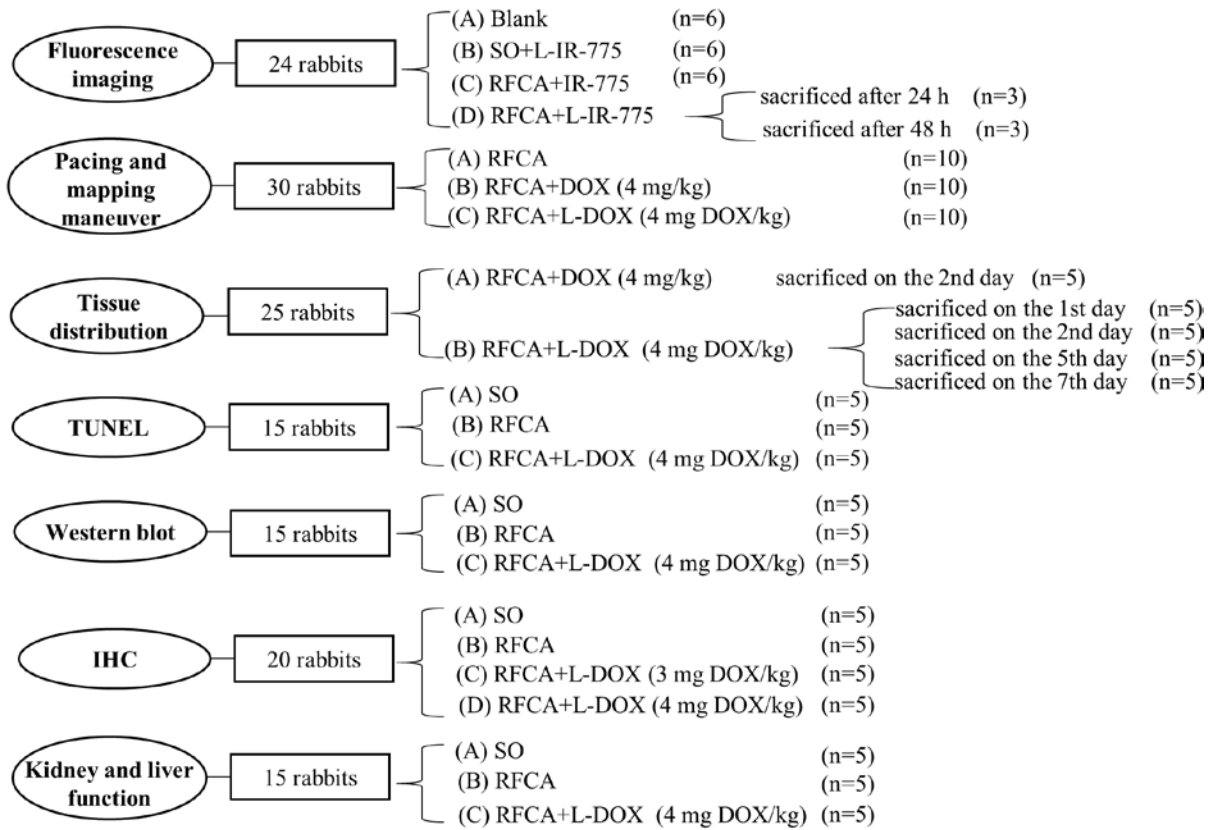 Fluorescence imaging
24 rabbits
(A) Blank (n=6)
(B) SO+L-IR-775 (n=6)
(C) RFCA+IR-775 (n=6)
(D) RFCA+L-IR-775
sacrificed after 24 h (n=3)
sacrificed after 48 h (n=3)
Pacing and mapping maneuver
30 rabbits
(A) RFCA (n=10)
(B) RFCA+DOX (4 mg/kg) (n=10)
(C) RFCA+L-DOX (4 mg DOX/kg) (n=10)
Tissue distribution
25 rabbits
(A) RFCA+DOX (4 mg/kg) sacrificed on the 2nd day (n=5)
(B) RFCA+L-DOX (4 mg DOX/kg)
sacrificed on the 1st day (n=5)
sacrificed on the 2nd day (n=5)
sacrificed on the 5th day (n=5)
sacrificed on the 7th day (n=5)
TUNEL
15 rabbits
(A) SO (n=5)
(B) RFCA (n=5)
(C) RFCA+L-DOX (4 mg DOX/kg) (n=5)
Western blot
15 rabbits
(A) SO (n=5)
(B) RFCA (n=5)
(C) RFCA+L-DOX (4 mg DOX/kg) (n=5)
IHC
20 rabbits
(A) SO (n=5)
(B) RFCA (n=5)
(C) RFCA+L-DOX (3 mg DOX/kg) (n=5)
(D) RFCA+L-DOX (4 mg DOX/kg) (n=5)
Kidney and liver function
15 rabbits
(A) SO (n=5)
(B) RFCA (n=5)
(C) RFCA+L-DOX (4 mg DOX/kg) (n=5)